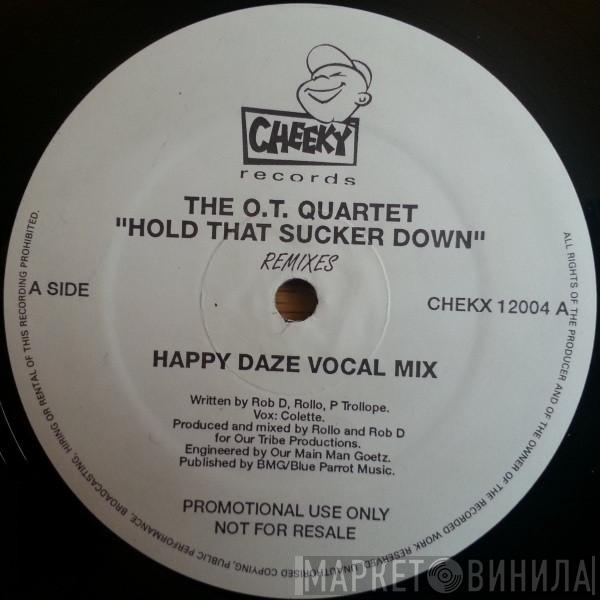 CHEEKY
records
THE O.T. QUARTET
"HOLD THAT SUCKER DOWN"
REMIXES
A SIDE
CHEKX 12004 A
HAPPY DAZE VOCAL MIX
Written by Rob D, Rollo, P Trollope.
Vox: Colette.
Produced and mixed by Rollo and Rob D
for Our Tribe Productions.
Engineered by Our Main Man Goetz.
Published by BMG/Blue Parrot Music.
PROMOTIONAL USE ONLY
NOT FOR RESALE
ALL RIGHTS OF THE PRODUCER AND OF THE OWNER OF THE RECORDED WORK RESERVED. UNAUTHORISED COPYING, PUBLIC PERFORMANCE, BROADCASTING, HIRING OR RENTAL OF THIS RECORDING PROHIBITED.
МАРКЕТ ВИНИЛА